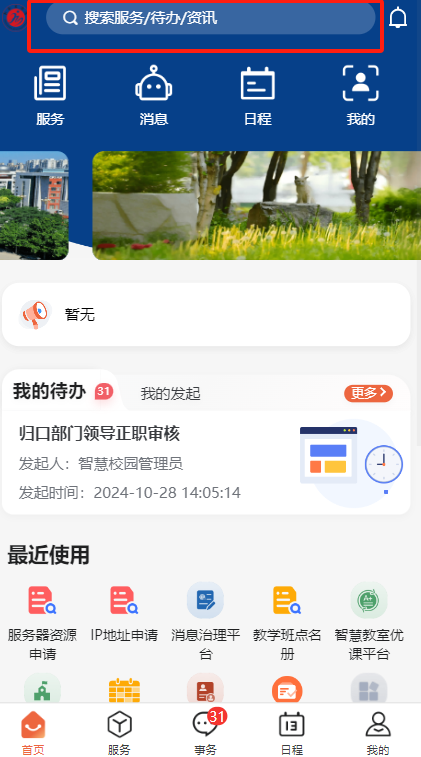 搜索服务/待办/资讯
服务
消息
日程
我的
暂无
我的待办 31
我的发起
更多
归口部门领导正职审核
发起人：智慧校园管理员
发起时间：2024-10-28 14:05:14
最近使用
服务器资源
申请
IP地址申请
消息治理平
台
教学班点名
册
智慧教室优
课平台
A+
31
13
首页
服务
事务
日程
我的